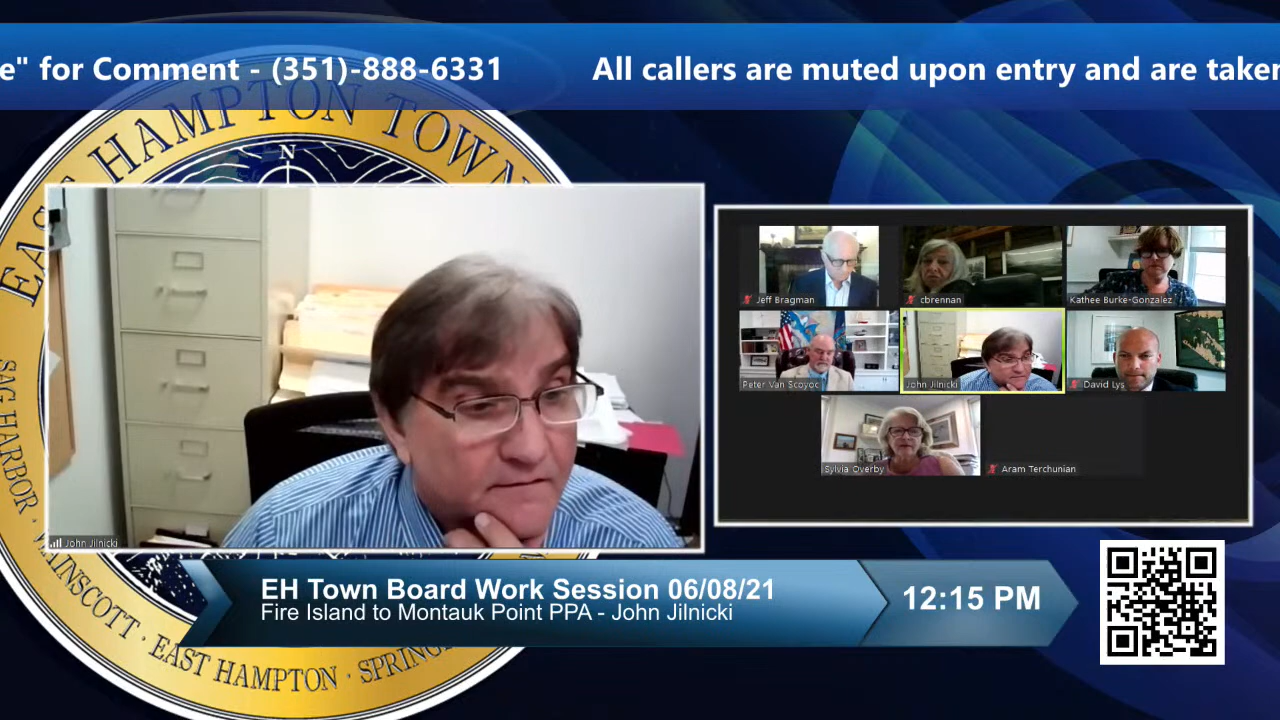 e" for Comment - (351)-888-6331 All callers are muted upon entry and are taken
EAST HAMPTON TOWN
N
SAG HARBOR · WAINSCOTT · EAST HAMPTON · SPRING
John Jilnicki
Jeff Bragman
cbrennan
Kathee Burke-Gonzalez
Peter Van Scoyoc
John Jilnicki
David Lys
Sylvia Overby
Aram Terchunian
EH Town Board Work Session 06/08/21
Fire Island to Montauk Point PPA - John Jilnicki
12:15 PM